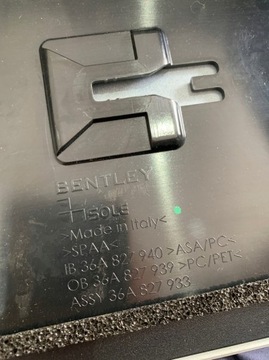 BENTLEY
ISOLE
>Made in Italy<
>SPAA<
IB 36A 827 940 >ASA/PC<
OB 36A 827 939 >PC/PET<
ASSY 36A 827 933